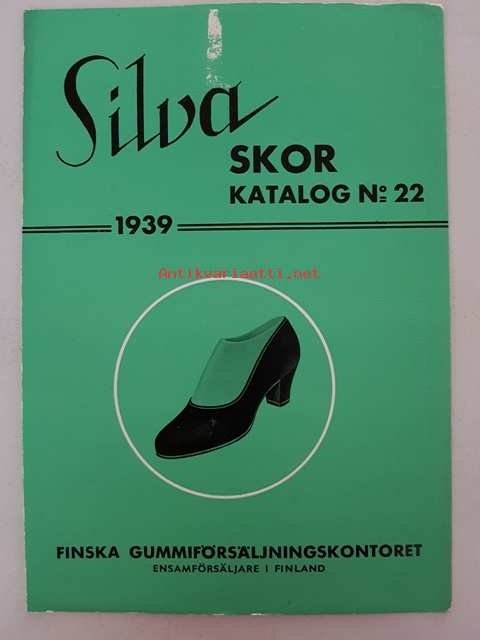 Silva
SKOR
KATALOG Nº 22
1939
Antikvariaatti.net
FINSKA GUMMIFÖRSÄLJNINGSKONTORET
ENSAMFÖRSÄLJARE I FINLAND